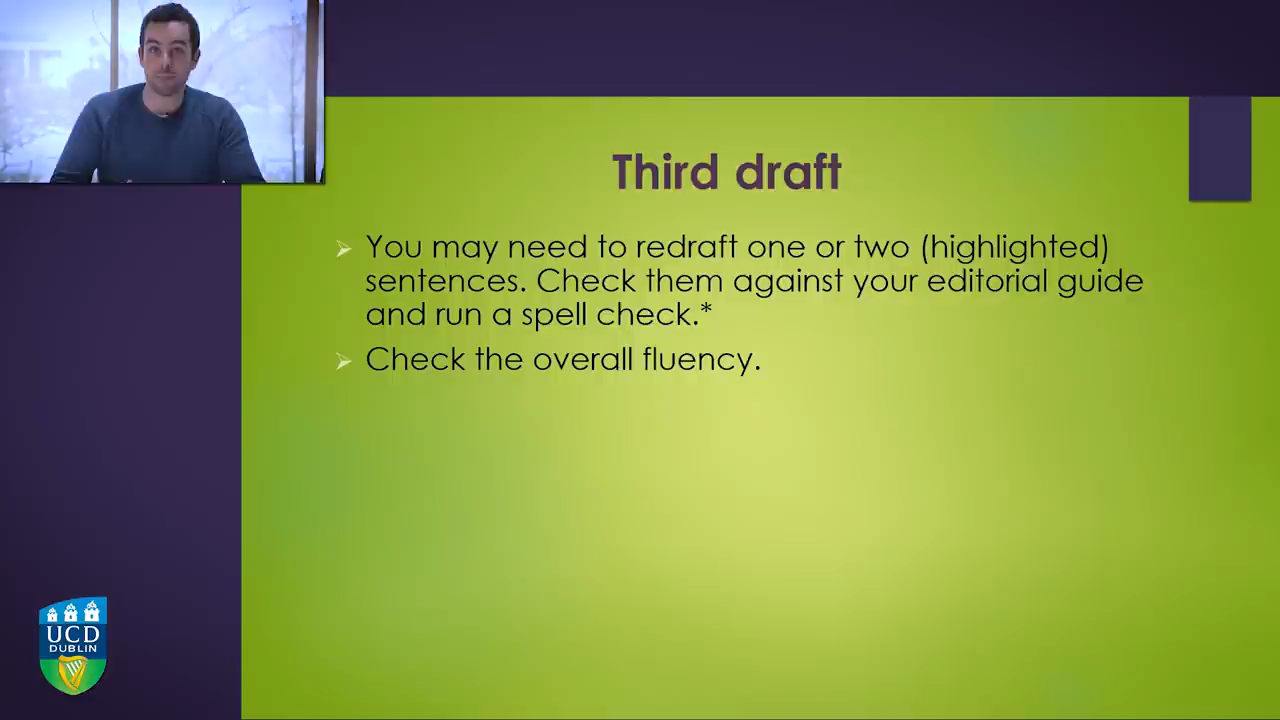 Third draft
You may need to redraft one or two (highlighted)
sentences. Check them against your editorial guide
and run a spell check.*
Check the overall fluency.
UCD
DUBLIN